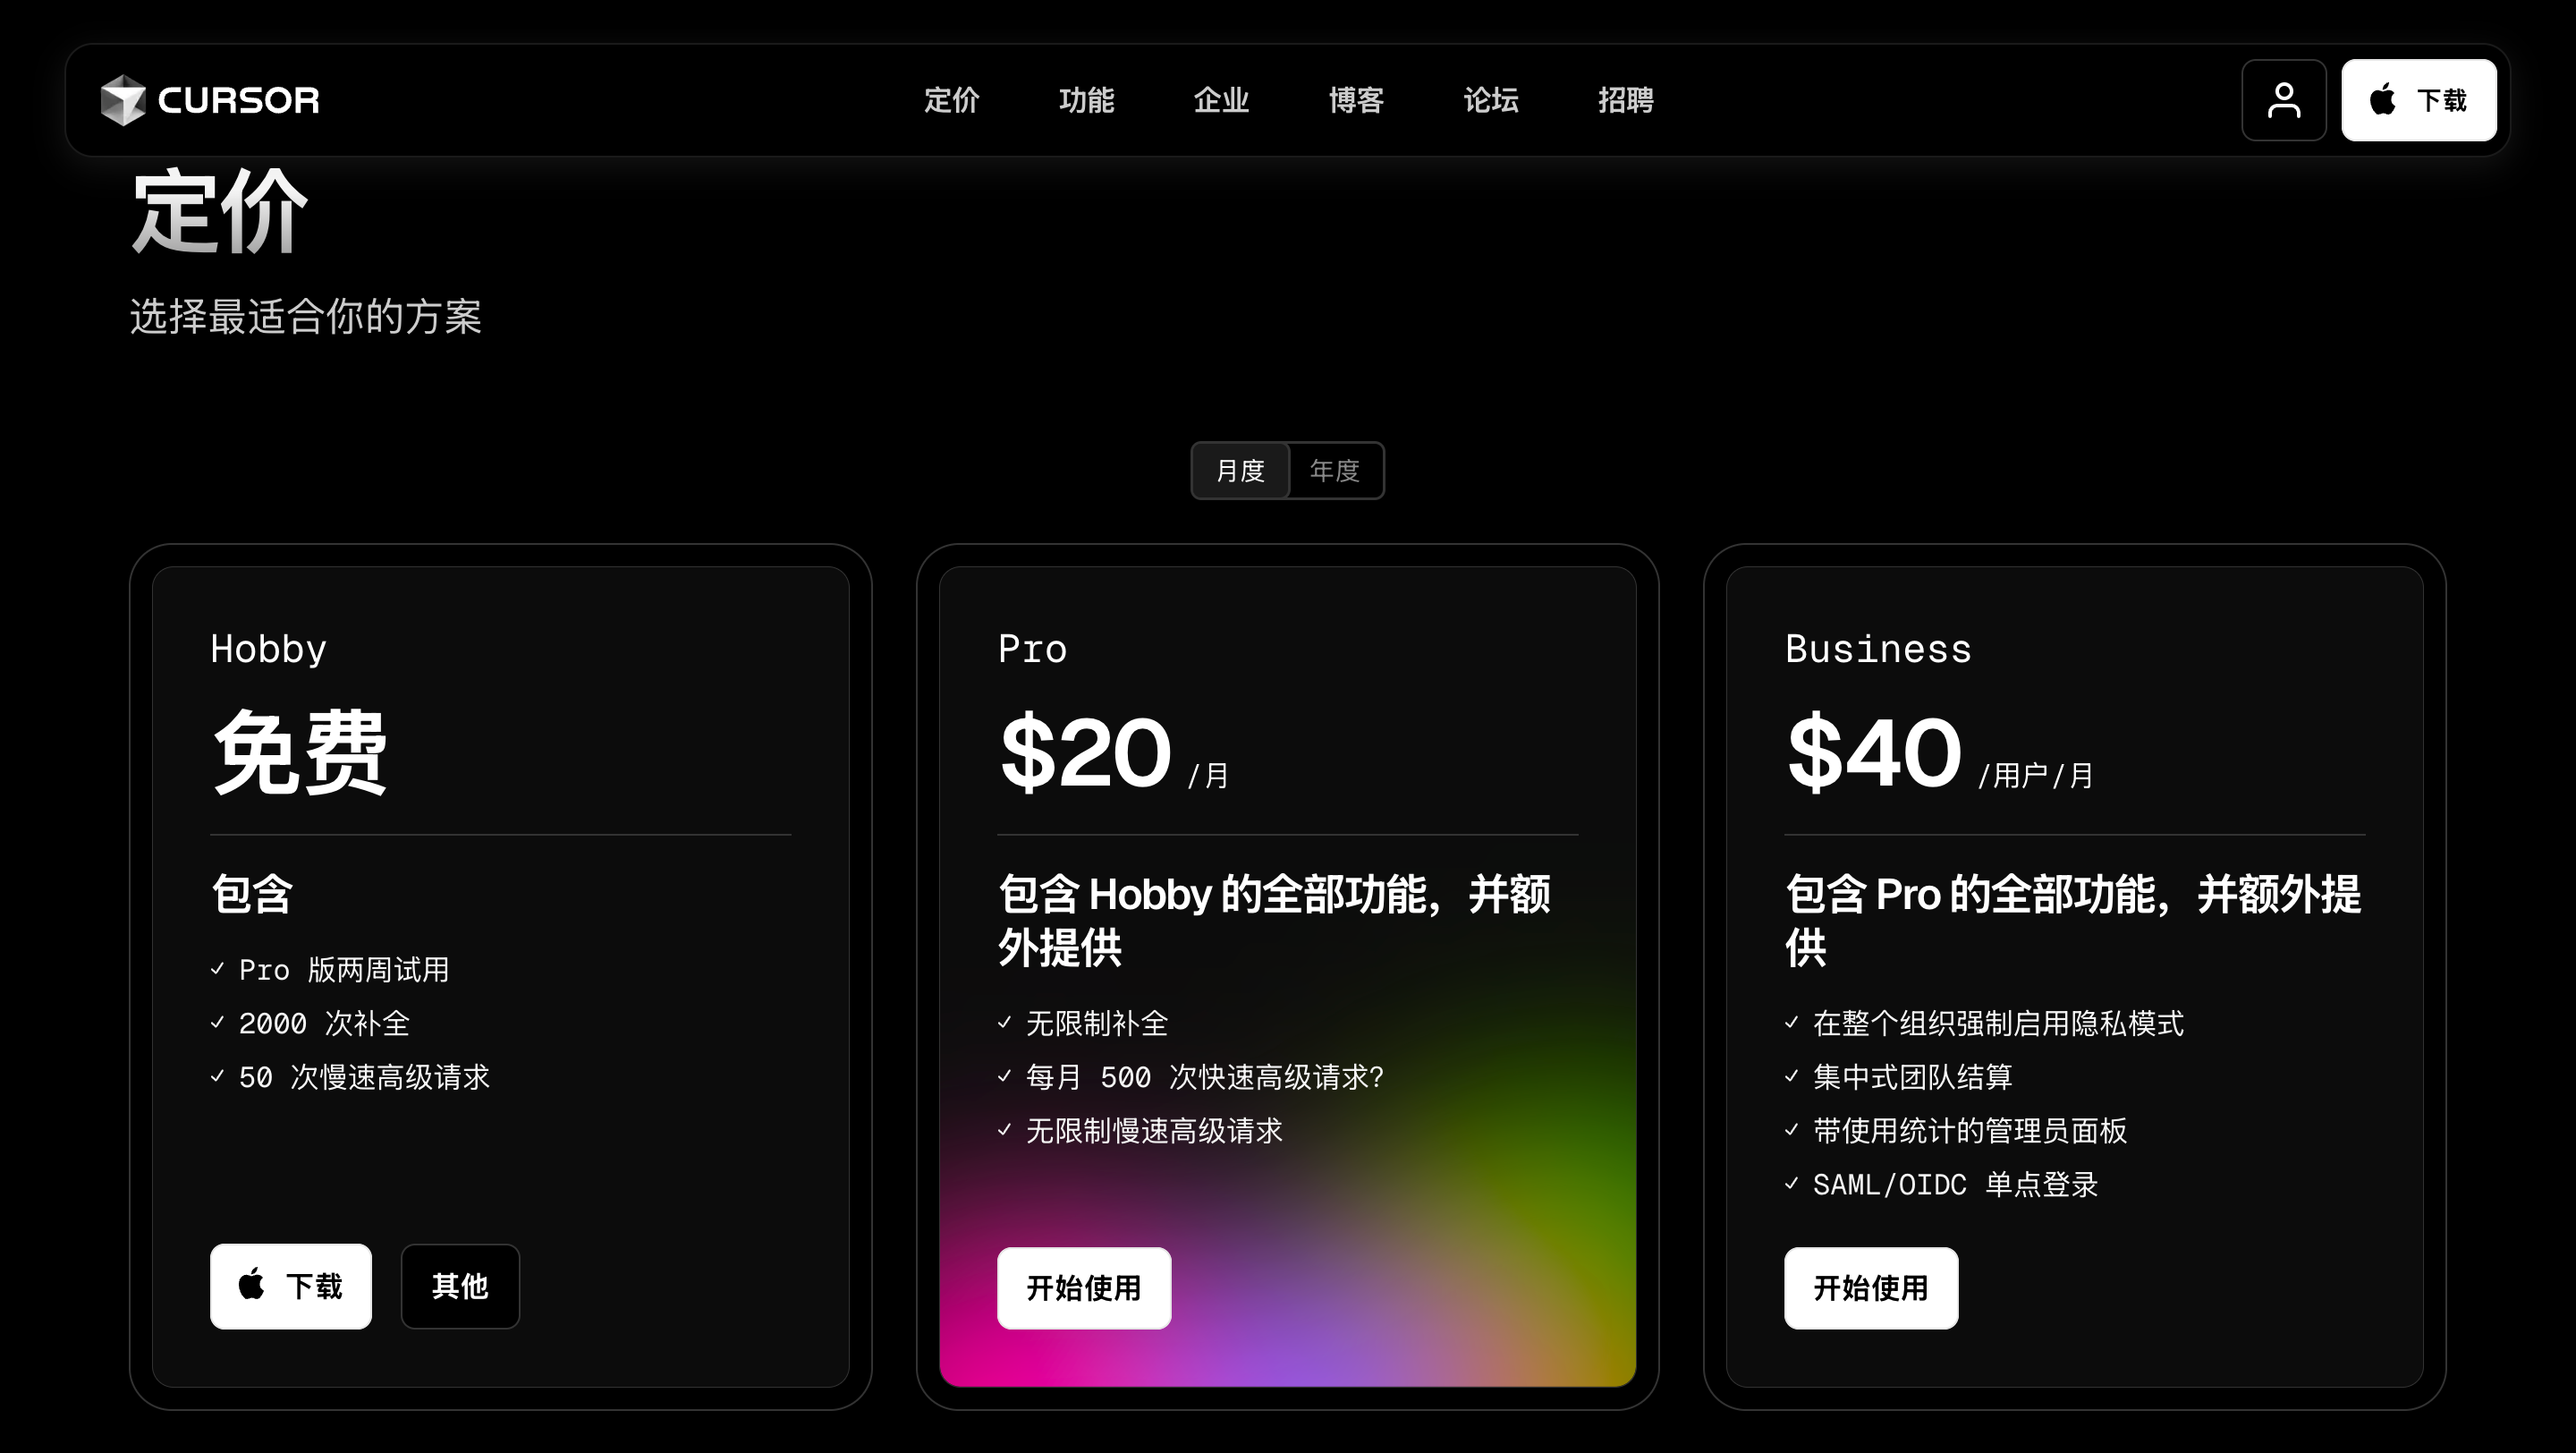 CURSOR
定价
功能
企业
博客
论坛
招聘
下载
定价
选择最适合你的方案
月度
年度
Hobby
免费
包含
Pro 版两周试用
2000 次补全
50 次慢速高级请求
下载
其他
Pro
$20 /月
包含 Hobby 的全部功能，并额
外提供
无限制补全
每月 500 次快速高级请求?
无限制慢速高级请求
开始使用
Business
$40 /用户/月
包含 Pro 的全部功能，并额外提
供
在整个组织强制启用隐私模式
集中式团队结算
带使用统计的管理员面板
SAML/OIDC 单点登录
开始使用